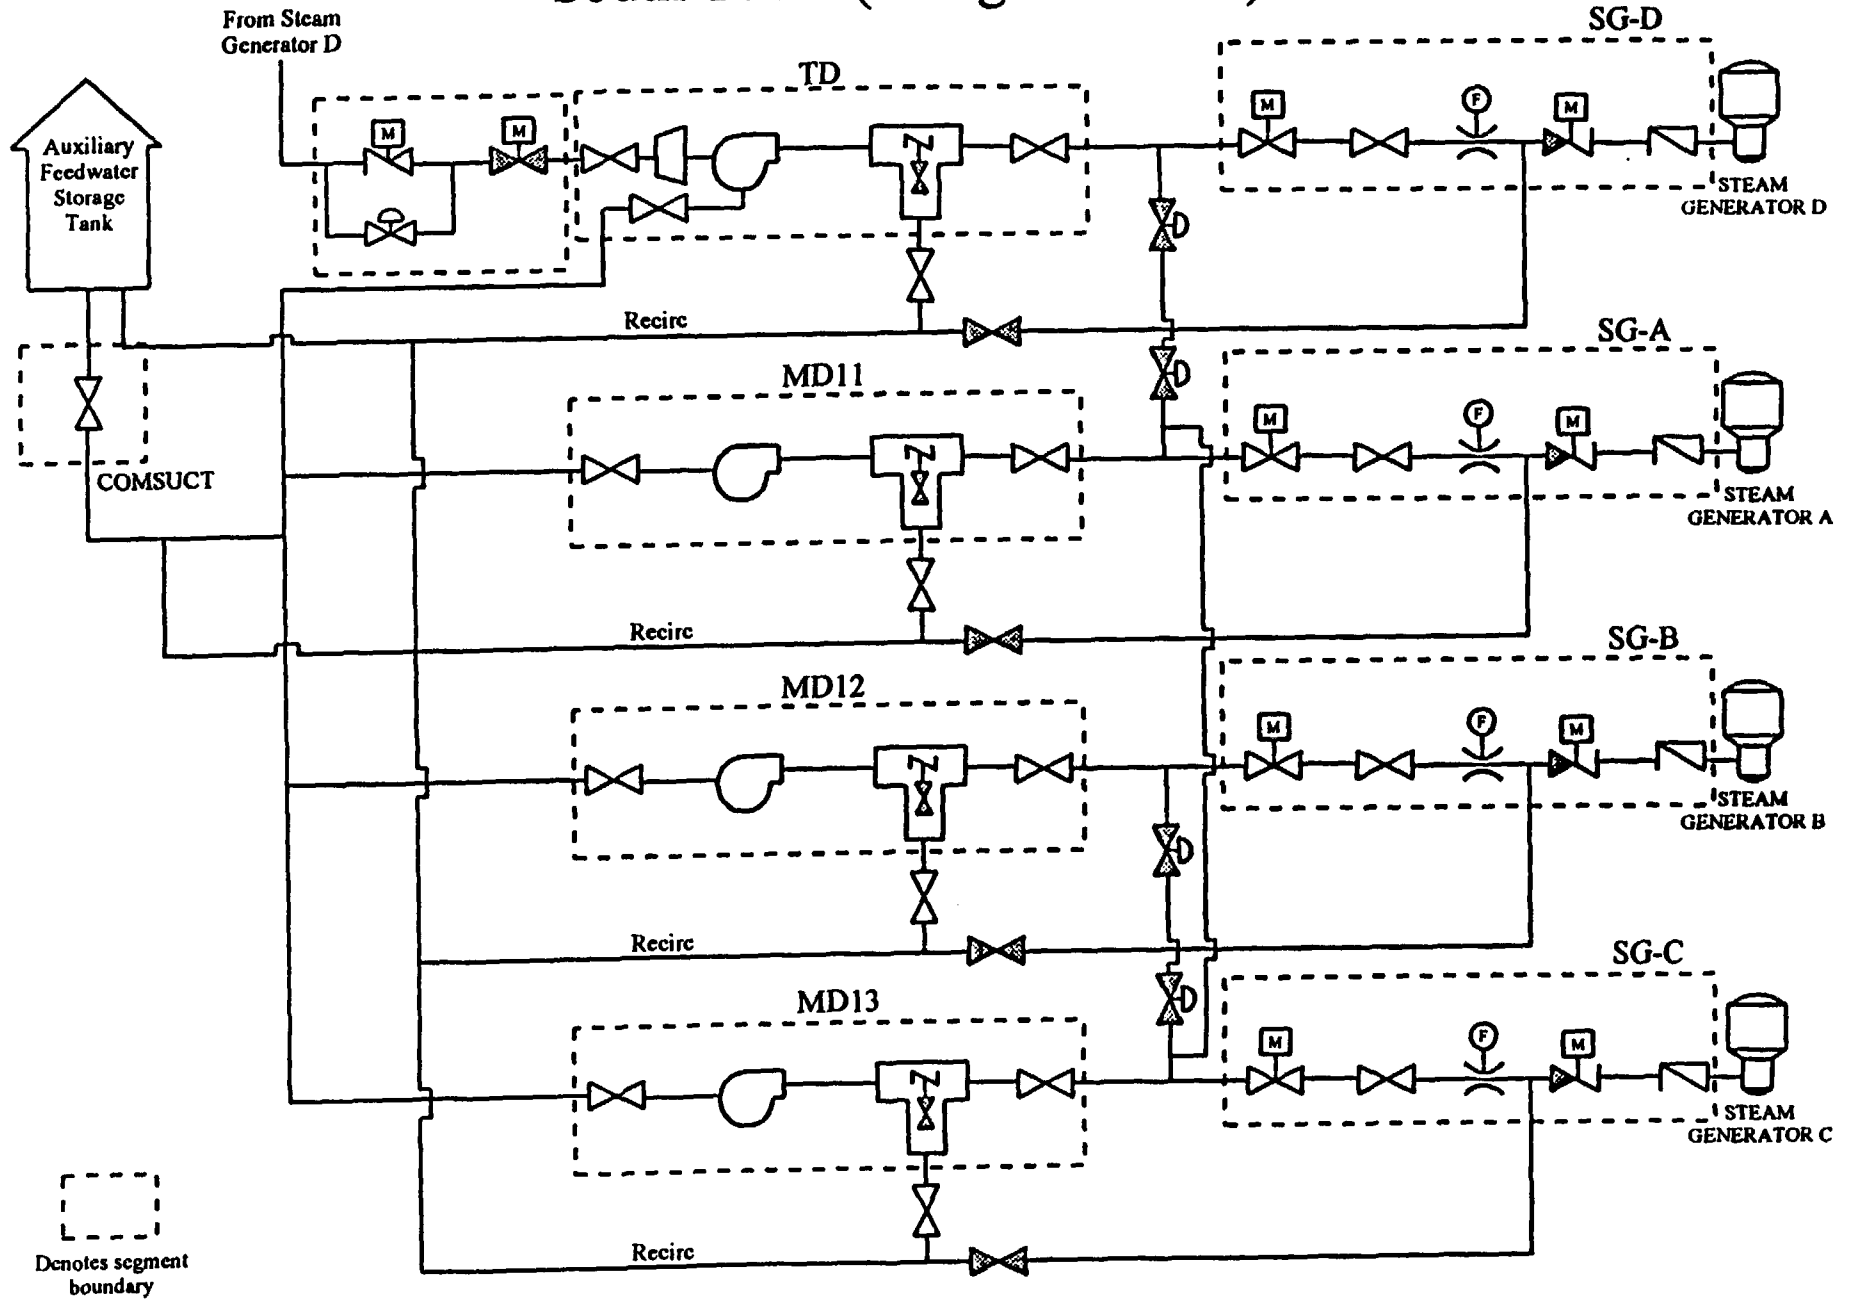 From Steam
Generator D
SG-D
TD
M
M
M
F
M
Auxiliary
Feedwater
Storage
Tank
STEAM
GENERATOR D
Recirc
SG-A
MD11
M
F
M
COMSUCT
STEAM
GENERATOR A
Recirc
SG-B
MD12
M
F
M
STEAM
GENERATOR B
Recirc
SG-C
MD13
M
F
M
STEAM
GENERATOR C
Recirc
Denotes segment
boundary